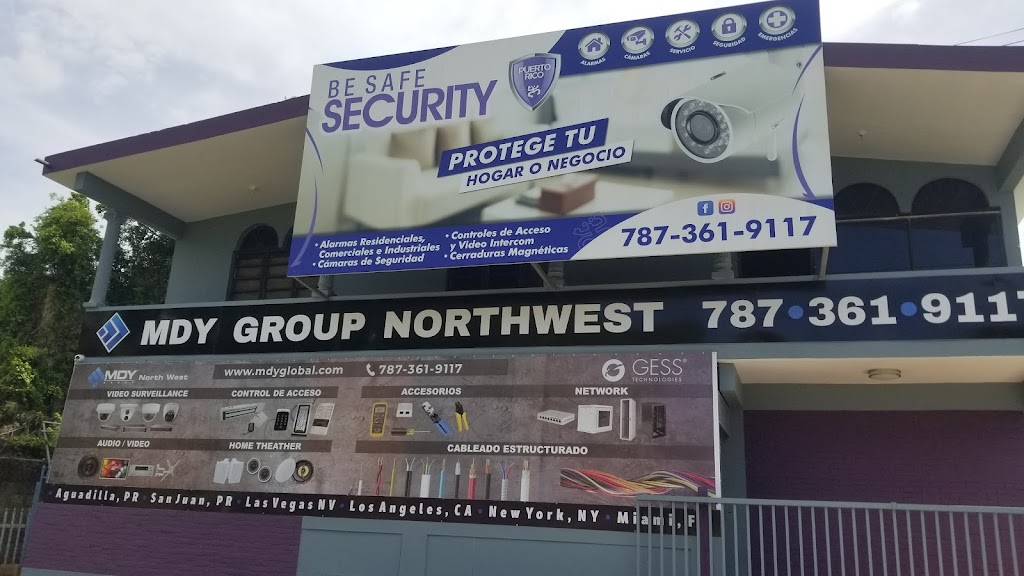 BE SAFE
SECURITY
PUERTO
RICO
ALARMAS
CÁMARAS
SERVICIO
SEGURIDAD
EMERGENCIAS
PROTEGE TU
HOGAR O NEGOCIO
• Alarmas Residenciales,
Comerciales e Industriales
• Cámaras de Seguridad
• Controles de Acceso
y Video Intercom
• Cerraduras Magnéticas
787-361-9117
MDY GROUP NORTHWEST 787•361•9117
MDY North West
www.mdyglobal.com
787-361-9117
GESS
TECHNOLOGIES
VIDEO SURVEILLANCE
CONTROL DE ACCESO
ACCESORIOS
NETWORK
AUDIO / VIDEO
HOME THEATHER
CABLEADO ESTRUCTURADO
Aguadilla, PR San Juan, PR Las Vegas NV Los Angeles, CA New York, NY Miami, F